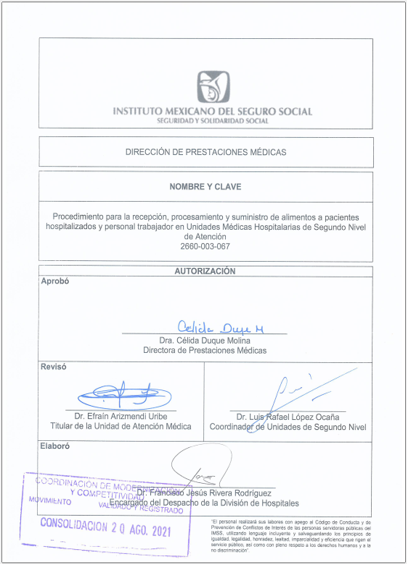 INSTITUTO MEXICANO DEL SEGURO SOCIAL
SEGURIDAD Y SOLIDARIDAD SOCIAL
DIRECCIÓN DE PRESTACIONES MÉDICAS
NOMBRE Y CLAVE
Procedimiento para la recepción, procesamiento y suministro de alimentos a pacientes
hospitalizados y personal trabajador en Unidades Médicas Hospitalarias de Segundo Nivel
de Atención
2660-003-067
AUTORIZACIÓN
Aprobó
Celida Duque M
Dra. Célida Duque Molina
Directora de Prestaciones Médicas
Revisó
Dr. Efraín Arizmendi Uribe
Titular de la Unidad de Atención Médica
Dr. Luis Rafael López Ocaña
Coordinador de Unidades de Segundo Nivel
Elaboró
Dr. Francisco Jesús Rivera Rodríguez
Encargado del Despacho de la División de Hospitales
COORDINACIÓN DE
Y COMPETITIVIDAD
MOVIMIENTO
VALIDADO Y REGISTRADO
CONSOLIDACION 20 AGO. 2021
"El personal realizará sus labores con apego al Código de Conducta y de
Prevención de Conflictos de Interés de las personas servidoras públicas del
IMSS, utilizando lenguaje incluyente y salvaguardando los principios de
igualdad, legalidad, honradez, lealtad, imparcialidad y eficiencia que rigen el
servicio público, así como con pleno respeto a los derechos humanos y a la
no discriminación".